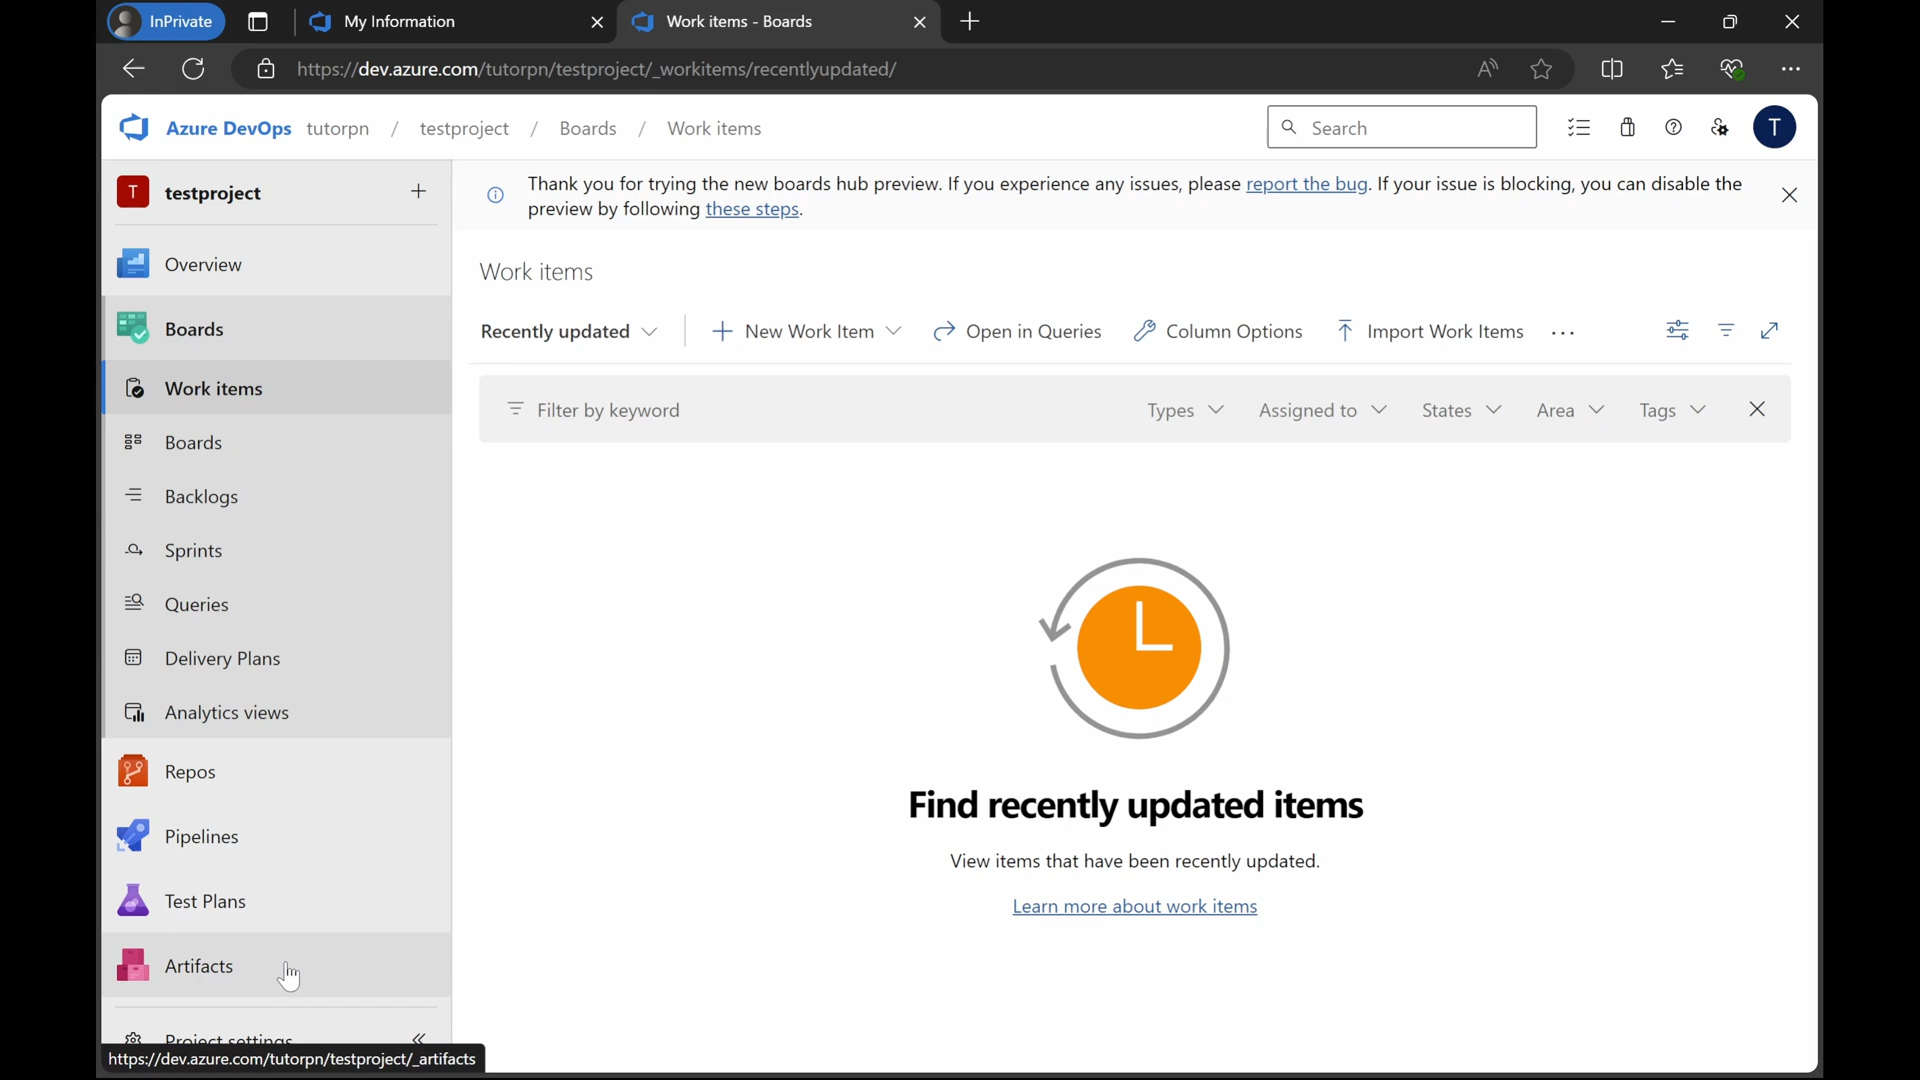 InPrivate
My Information
Work items - Boards
https://dev.azure.com/tutorpn/testproject/_workitems/recentlyupdated/
Azure DevOps tutorpn / testproject / Boards / Work items
Search
T
T testproject
Thank you for trying the new boards hub preview. If you experience any issues, please report the bug. If your issue is blocking, you can disable the
preview by following these steps.
Overview
Boards
Work items
Boards
Backlogs
Sprints
Queries
Delivery Plans
Analytics views
Repos
Pipelines
Test Plans
Artifacts
Project settings
https://dev.azure.com/tutorpn/testproject/_artifacts
Work items
Recently updated New Work Item Open in Queries Column Options Import Work Items
Filter by keyword Types Assigned to States Area Tags
Find recently updated items
View items that have been recently updated.
Learn more about work items